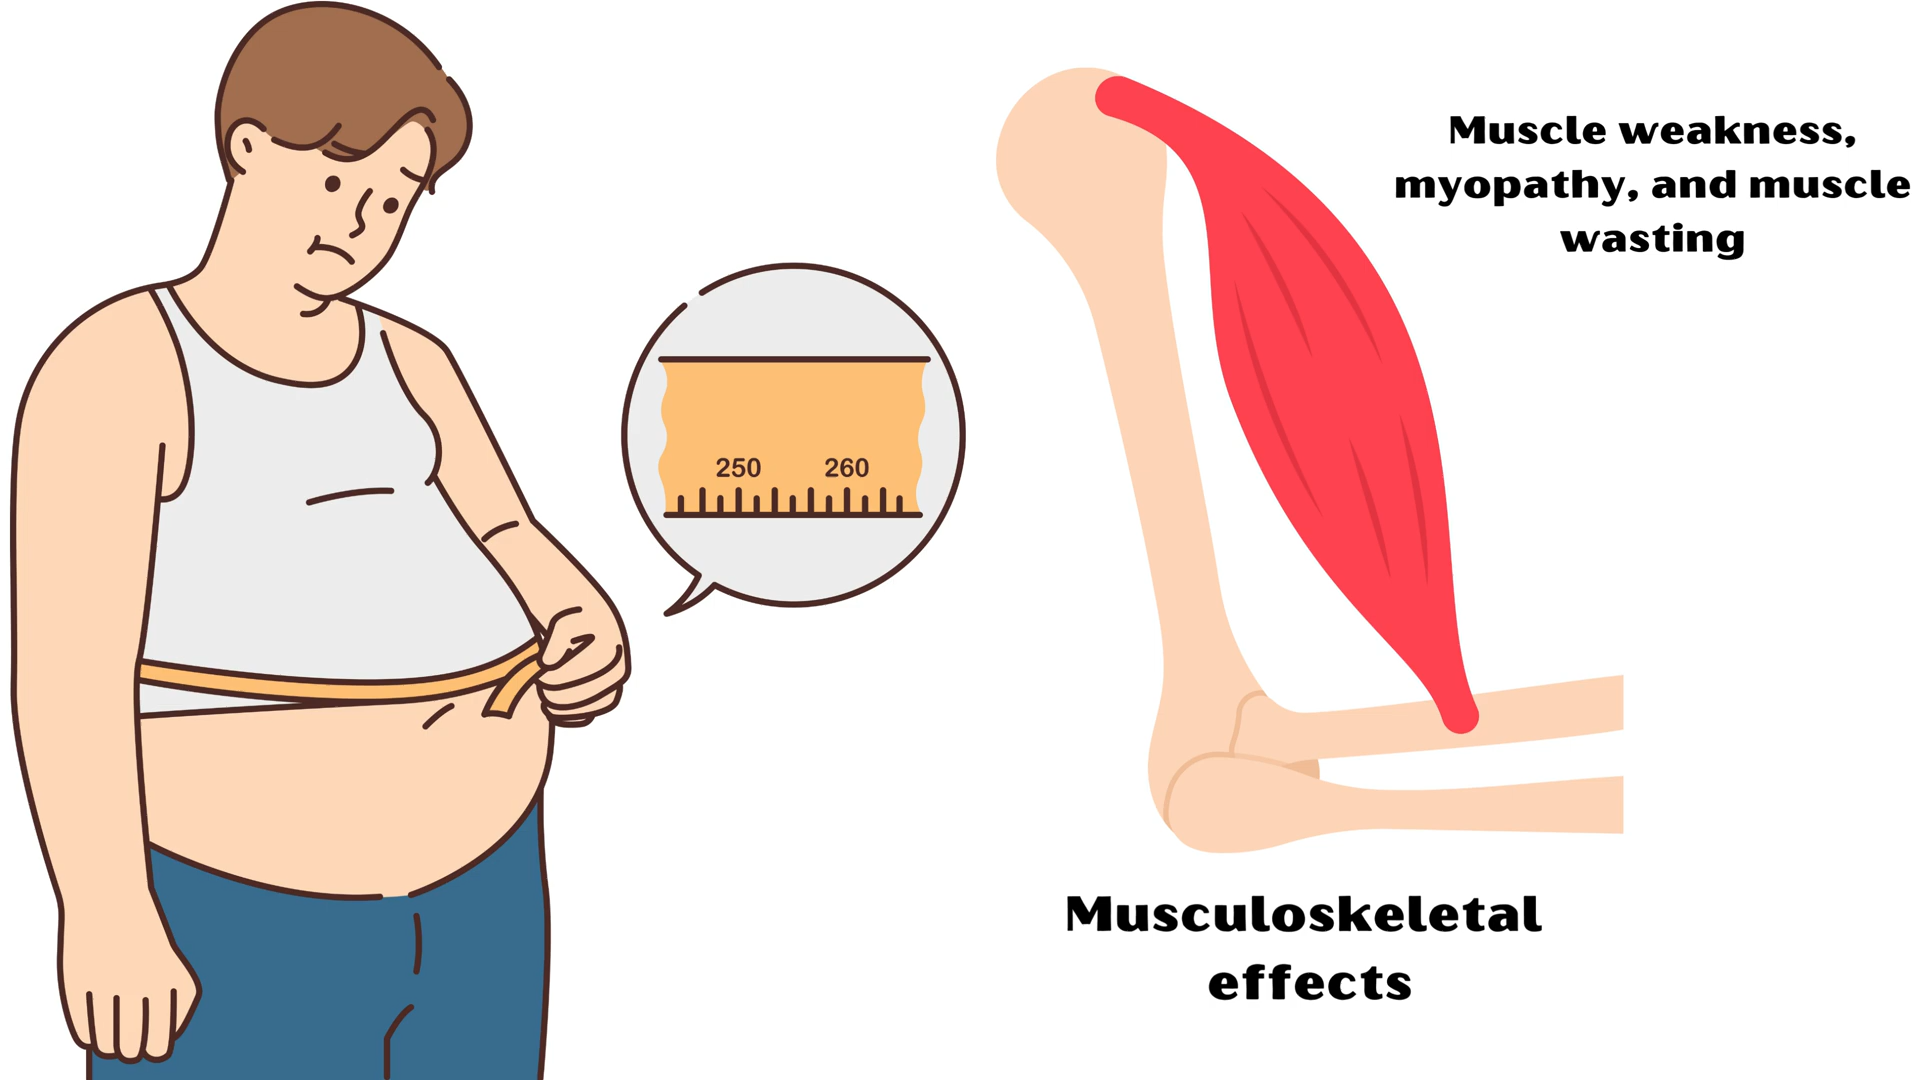 250 260
Muscle weakness,
myopathy, and muscle
wasting
Musculoskeletal
effects